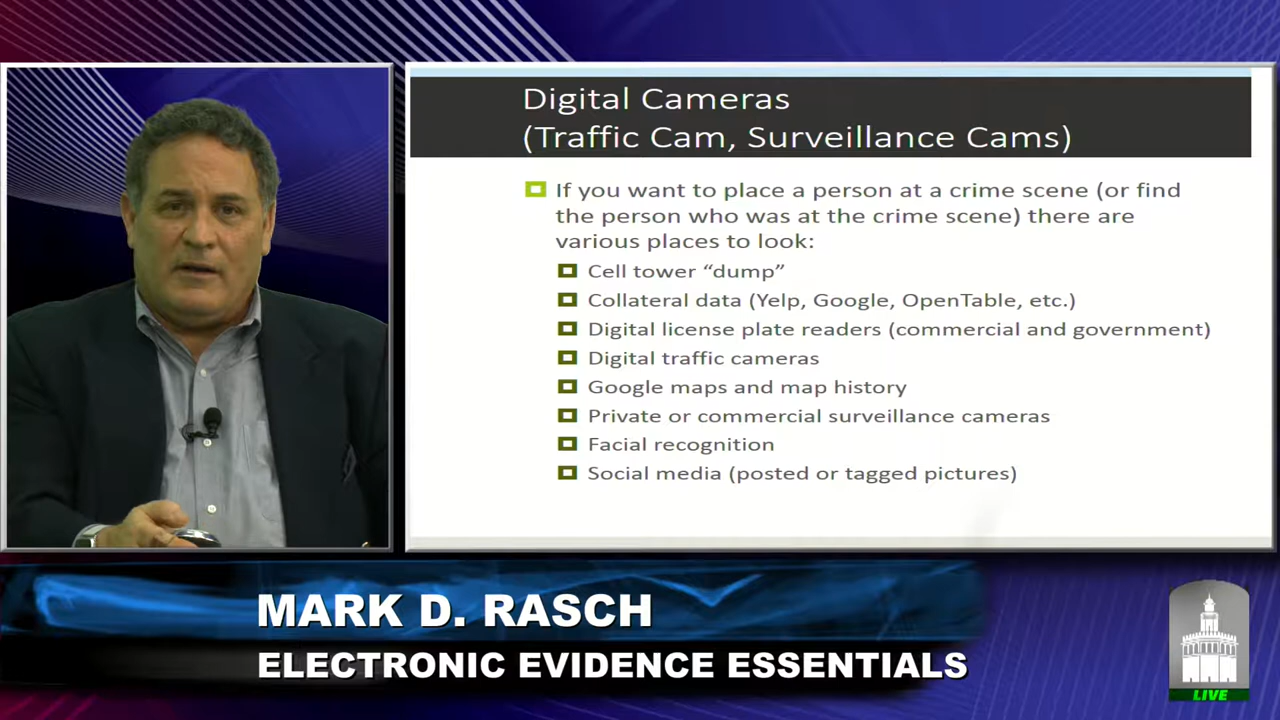 Digital Cameras
(Traffic Cam, Surveillance Cams)
If you want to place a person at a crime scene (or find
the person who was at the crime scene) there are
various places to look:
Cell tower “dump”
Collateral data (Yelp, Google, OpenTable, etc.)
Digital license plate readers (commercial and government)
Digital traffic cameras
Google maps and map history
Private or commercial surveillance cameras
Facial recognition
Social media (posted or tagged pictures)
MARK D. RASCH
ELECTRONIC EVIDENCE ESSENTIALS
LIVE